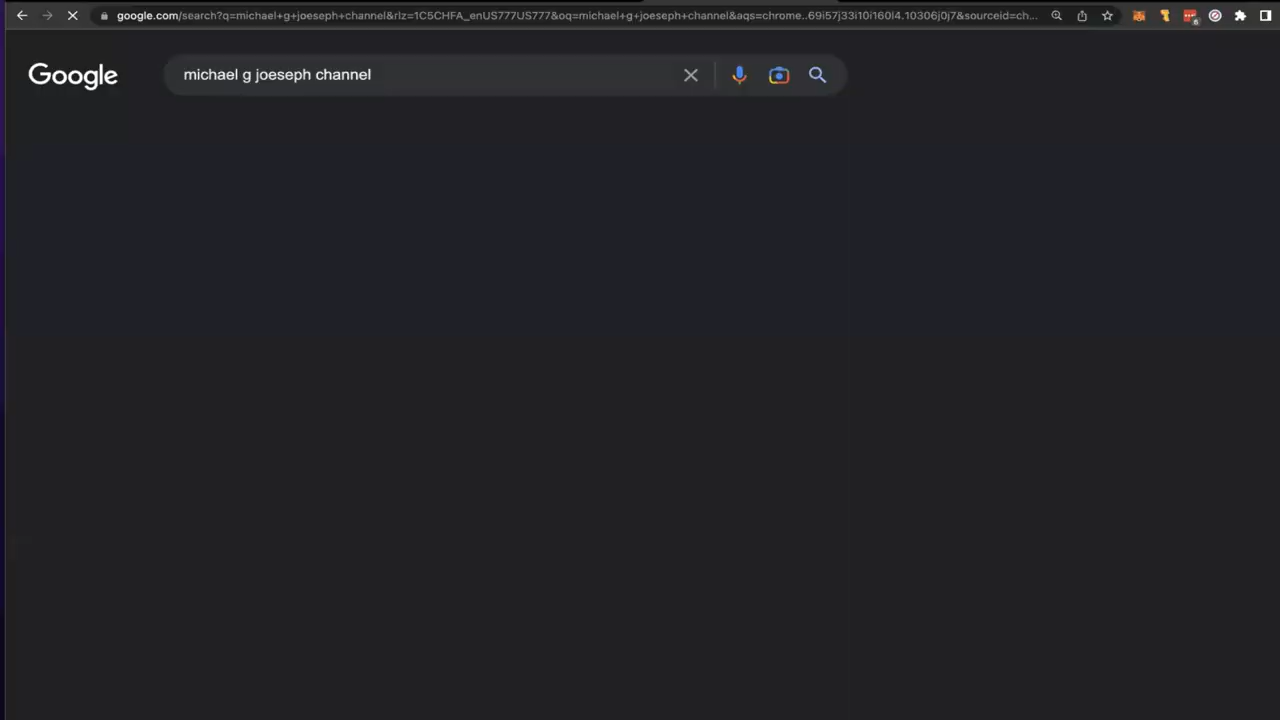 google.com/search?q=michael+g+joeseph+channel&rlz=1C5CHFA_enUS777US777&oq=michael+g+joeseph+channel&aqs=chrome..69i57j33i10i160l4.10306j0j7&sourceid=ch...
6
Google
michael g joeseph channel